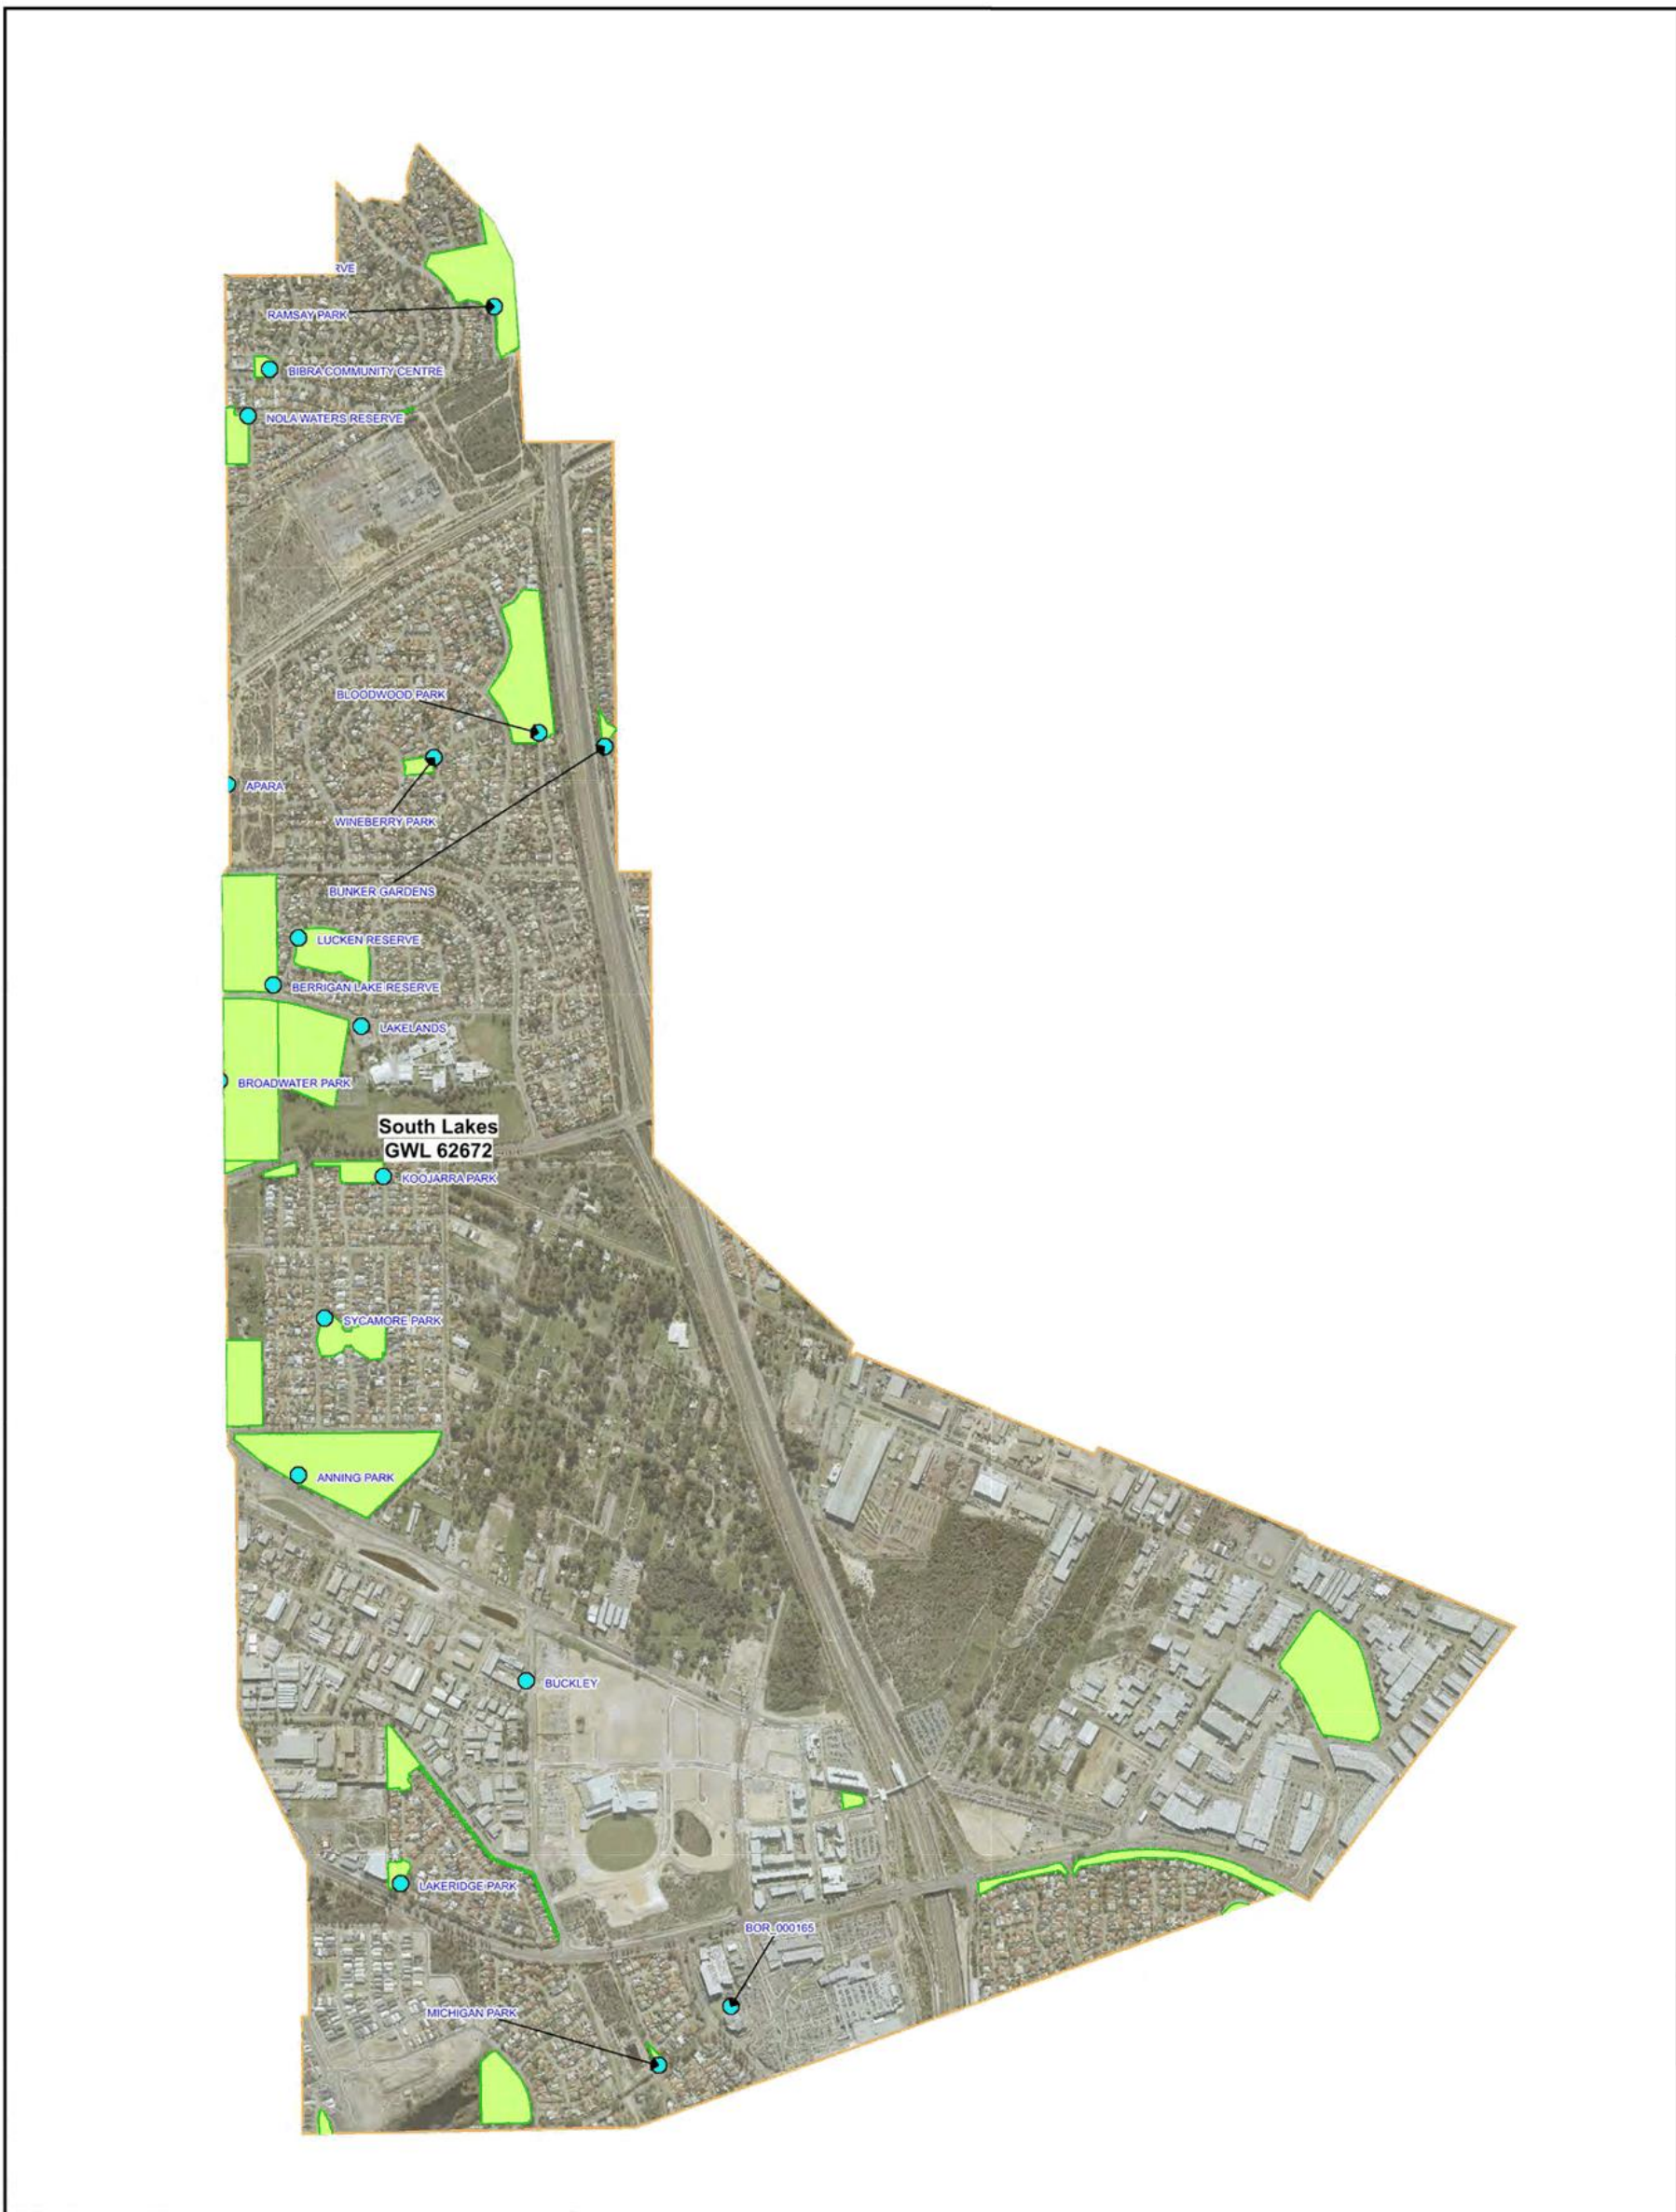 RVE
RAMSAY PARK
BIBRA COMMUNITY CENTRE
NOLA WATERS RESERVE
BLOODWOOD PARK
APARA
WINEBERRY PARK
BUNKER GARDENS
LUCKEN RESERVE
BERRIGAN LAKE RESERVE
LAKELANDS
BROADWATER PARK
South Lakes
GWL 62672
KOOJARRA PARK
SYCAMORE PARK
ANNING PARK
BUCKLEY
LAKERIDGE PARK
BOR_000165
MICHIGAN PARK